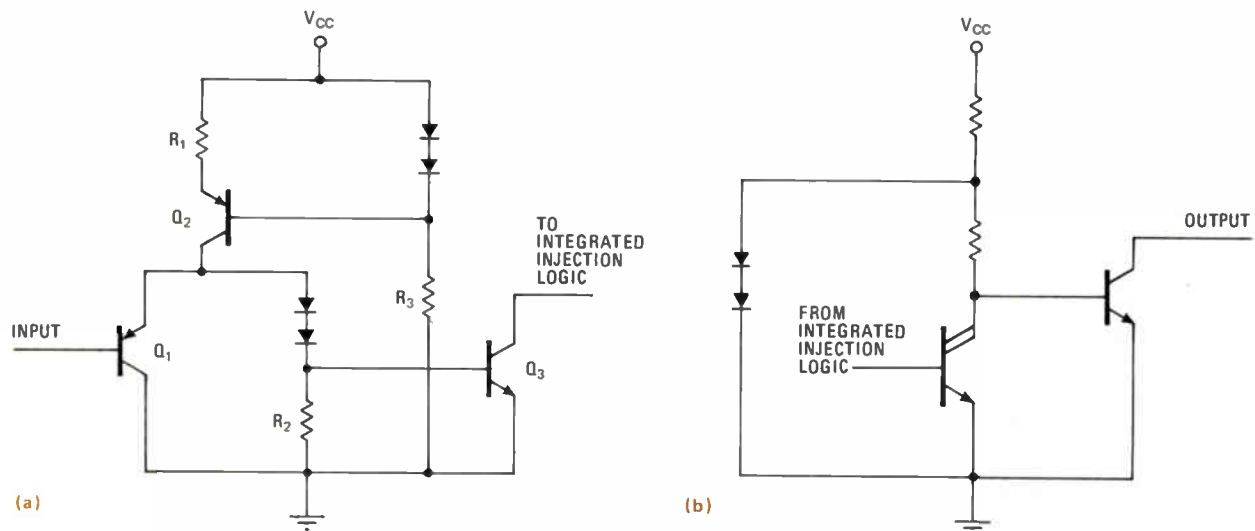 VCC
R1
Q2
TO
INTEGRATED
INJECTION
LOGIC
R3
INPUT
Q1
Q3
R2
(a)
VCC
OUTPUT
FROM
INTEGRATED
INJECTION
LOGIC
(b)